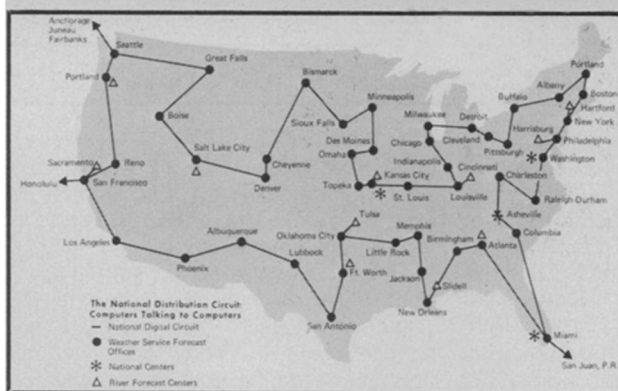 Anchorage
Juneau
Fairbanks
Seattle
Great Falls
Portland
Bismarck
Minneapolis
Portland
Albany
Buffalo
Boston
Hartford
New York
Boise
Sioux Falls
Milwaukee
Detroit
Harrisburg
Philadelphia
Des Moines
Chicago
Cleveland
Pittsburgh
Washington
Sacramento
Reno
Salt Lake City
Cheyenne
Omaha
Indianapolis
Cincinnati
Charleston
Honolulu
San Francisco
Denver
Topeka
Kansas City
St. Louis
Louisville
Raleigh-Durham
Tulsa
Asheville
Los Angeles
Albuquerque
Oklahoma City
Memphis
Birmingham
Columbia
Phoenix
Lubbock
Little Rock
Atlanta
Ft. Worth
Jackson
Slidell
New Orleans
San Antonio
Miami
San Juan, P.R.
The National Distribution Circuit:
Computers Talking to Computers
National Digital Circuit
Weather Service Forecast
Offices
National Centers
River Forecast Centers